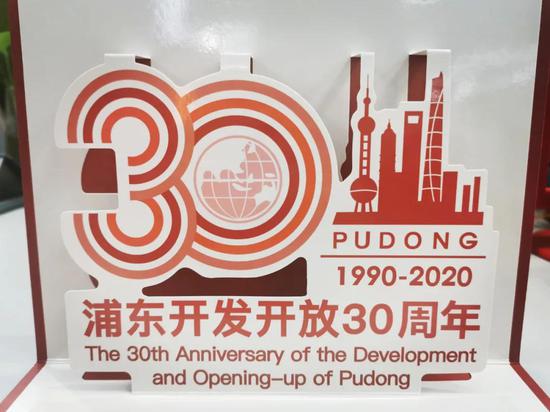 30
PUDONG
1990-2020
浦东开发开放30周年
The 30th Anniversary of the Development
and Opening-up of Pudong